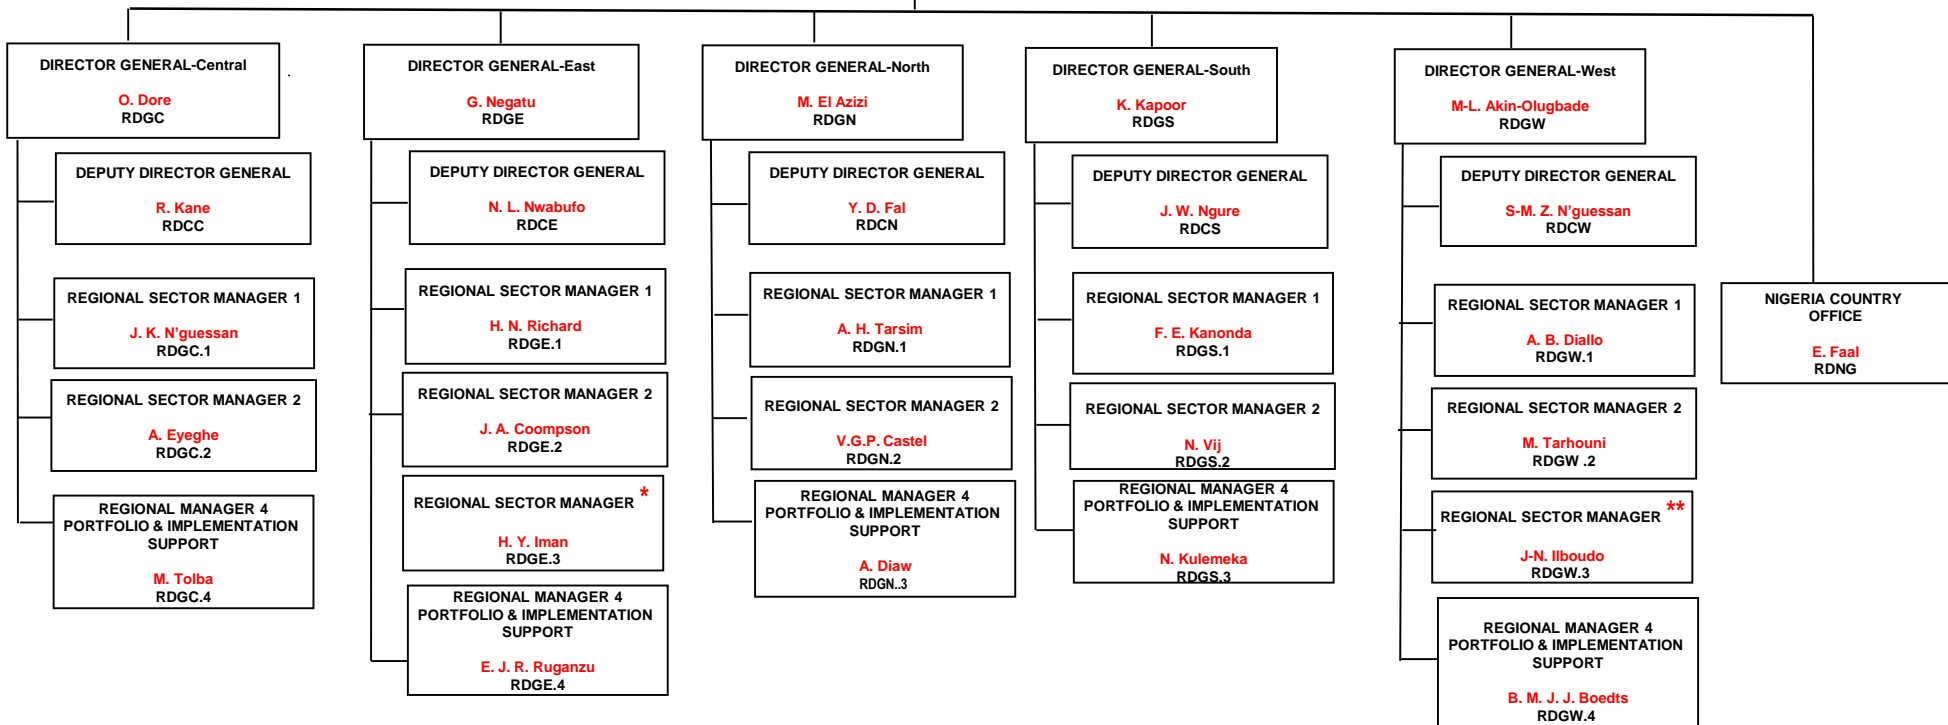 DIRECTOR GENERAL-Central
O. Dore
RDGC
DEPUTY DIRECTOR GENERAL
R. Kane
RDCC
REGIONAL SECTOR MANAGER 1
J. K. N'guessan
RDGC.1
REGIONAL SECTOR MANAGER 2
A. Eyeghe
RDGC.2
REGIONAL MANAGER 4
PORTFOLIO & IMPLEMENTATION
SUPPORT
M. Tolba
RDGC.4
DIRECTOR GENERAL-East
G. Negatu
RDGE
DEPUTY DIRECTOR GENERAL
N. L. Nwabufo
RDCE
REGIONAL SECTOR MANAGER 1
H. N. Richard
RDGE.1
REGIONAL SECTOR MANAGER 2
J. A. Coompson
RDGE.2
REGIONAL SECTOR MANAGER *
H. Y. Iman
RDGE.3
REGIONAL MANAGER 4
PORTFOLIO & IMPLEMENTATION
SUPPORT
E. J. R. Ruganzu
RDGE.4
DIRECTOR GENERAL-North
M. El Azizi
RDGN
DEPUTY DIRECTOR GENERAL
Y. D. Fal
RDCN
REGIONAL SECTOR MANAGER 1
A. H. Tarsim
RDGN.1
REGIONAL SECTOR MANAGER 2
V.G.P. Castel
RDGN.2
REGIONAL MANAGER 4
PORTFOLIO & IMPLEMENTATION
SUPPORT
A. Diaw
RDGN..3
DIRECTOR GENERAL-South
K. Kapoor
RDGS
DEPUTY DIRECTOR GENERAL
J. W. Ngure
RDCS
REGIONAL SECTOR MANAGER 1
F. E. Kanonda
RDGS.1
REGIONAL SECTOR MANAGER 2
N. Vij
RDGS.2
REGIONAL MANAGER 4
PORTFOLIO & IMPLEMENTATION
SUPPORT
N. Kulemeka
RDGS.3
DIRECTOR GENERAL-West
M-L. Akin-Olugbade
RDGW
DEPUTY DIRECTOR GENERAL
S-M. Z. N'guessan
RDCW
REGIONAL SECTOR MANAGER 1
A. B. Diallo
RDGW.1
REGIONAL SECTOR MANAGER 2
M. Tarhouni
RDGW .2
REGIONAL SECTOR MANAGER **
J-N. Ilboudo
RDGW.3
REGIONAL MANAGER 4
PORTFOLIO & IMPLEMENTATION
SUPPORT
B. M. J. J. Boedts
RDGW.4
NIGERIA COUNTRY
OFFICE
E. Faal
RDNG